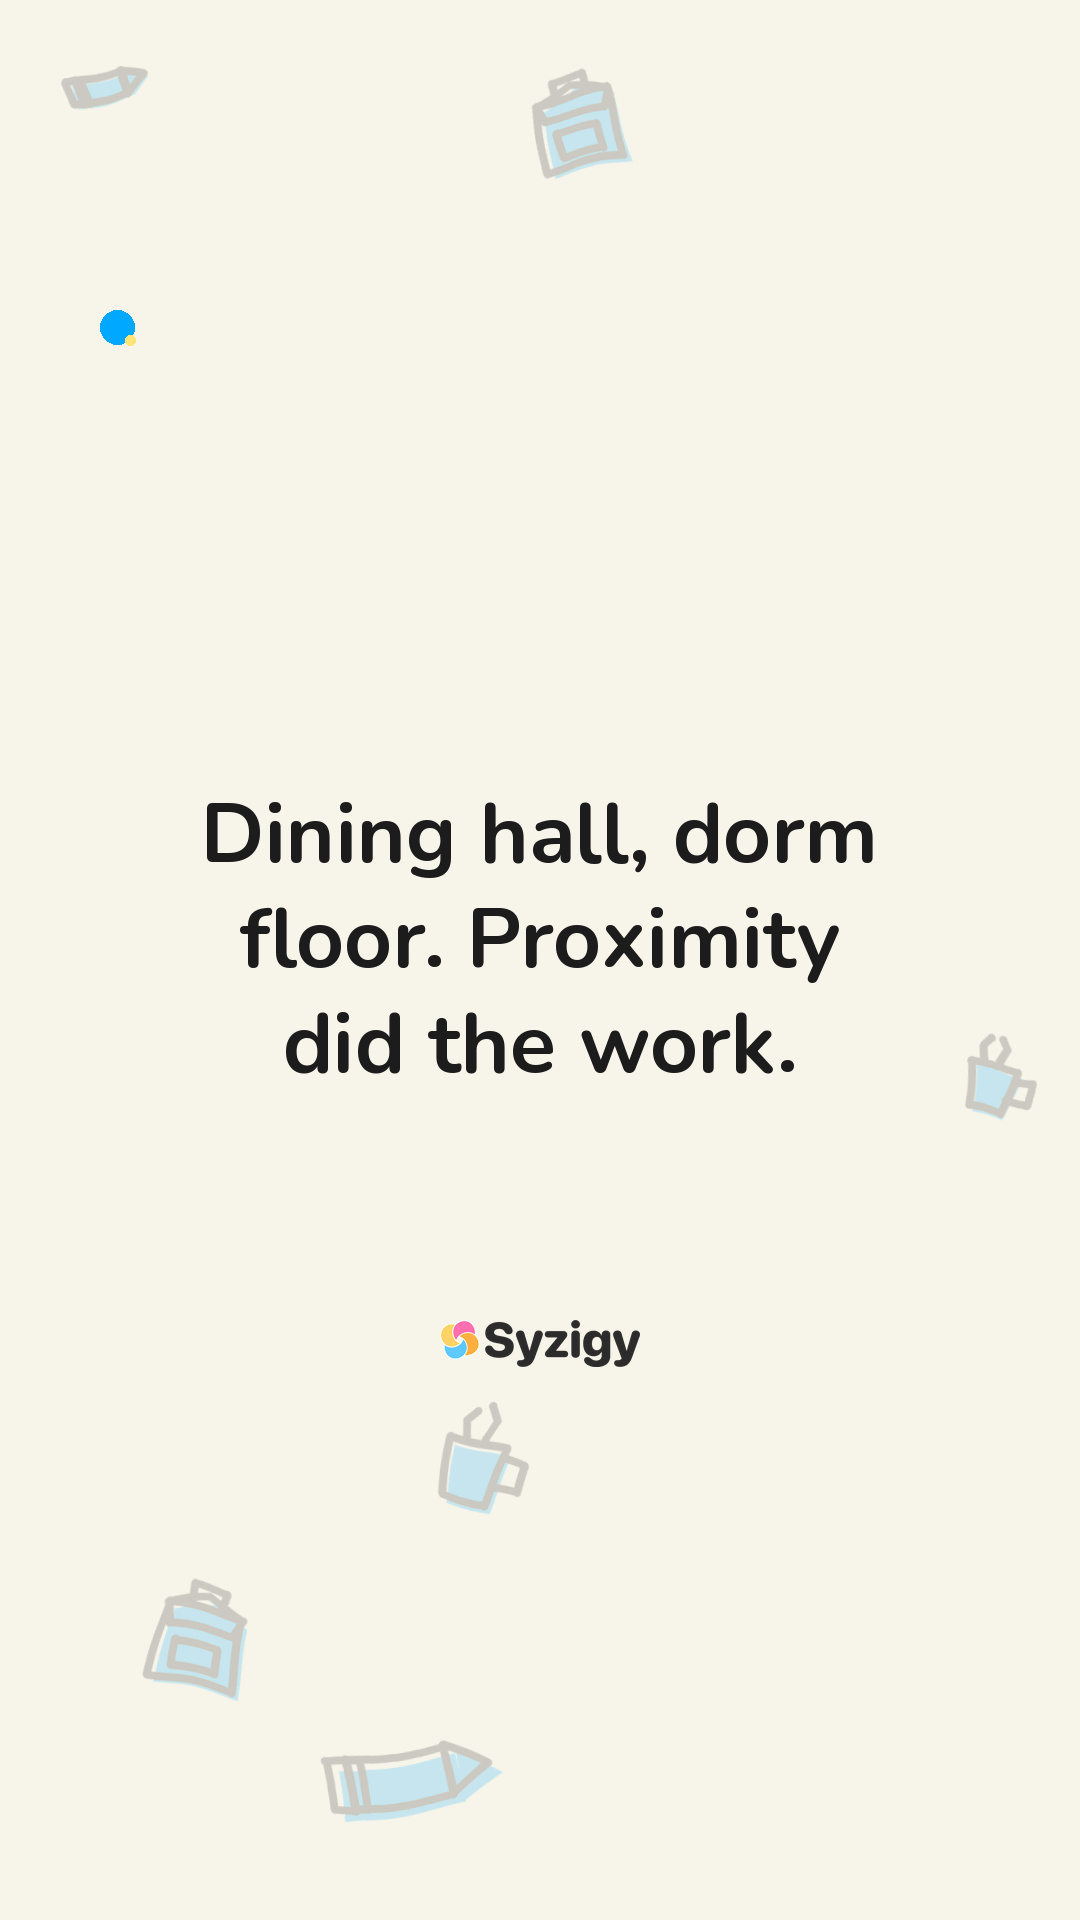 Dining hall, dorm
floor. Proximity
did the work.
Syzigy